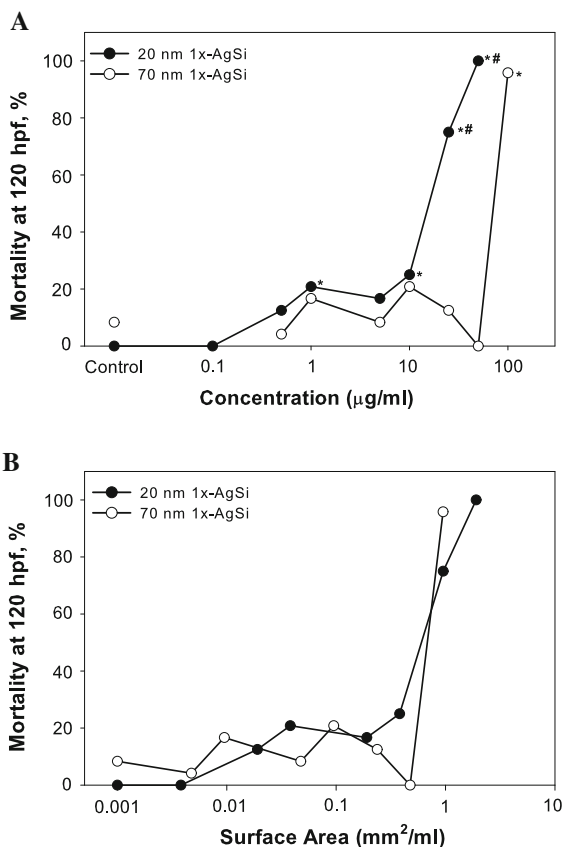 A
20 nm 1x-AgSi
70 nm 1x-AgSi
Mortality at 120 hpf, %
100
80
60
40
20
0
*#
*
*#
*
*
Control
0.1
1
10
100
Concentration (μg/ml)
B
20 nm 1x-AgSi
70 nm 1x-AgSi
Mortality at 120 hpf, %
100
80
60
40
20
0
0.001
0.01
0.1
1
10
Surface Area (mm²/ml)